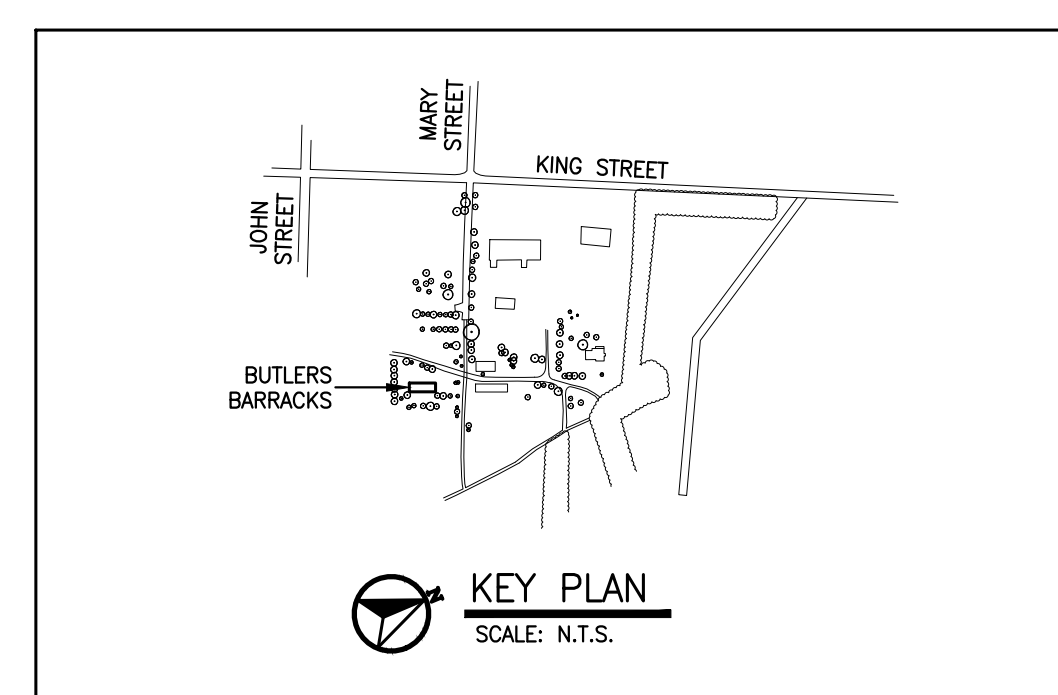 MARY
STREET
KING STREET
JOHN
STREET
BUTLERS
BARRACKS
N
KEY PLAN
SCALE: N.T.S.